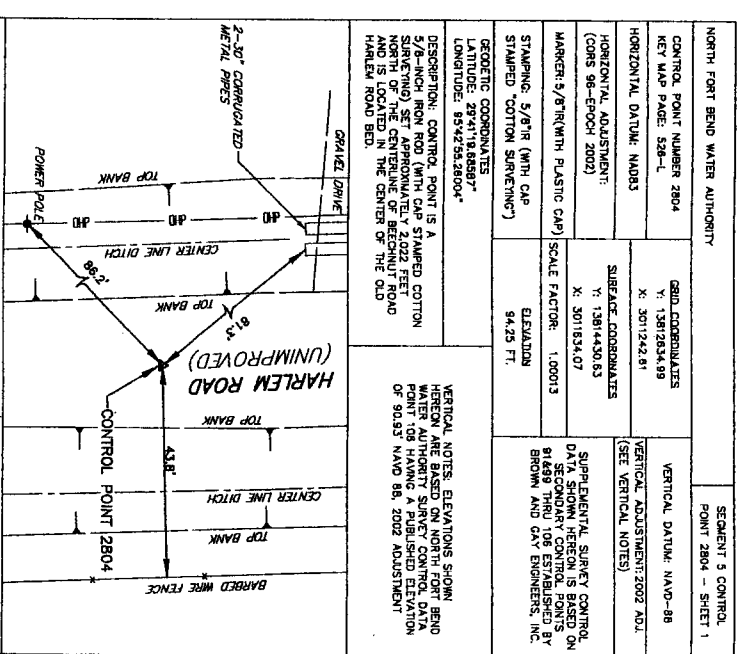 NORTH FORT BEND WATER AUTHORITY
SEGMENT 5 CONTROL
POINT 2804 - SHEET 1
CONTROL POINT NUMBER 2804
KEY MAP PAGE: 526-L
GRID COORDINATES
Y: 13812634.99
X: 3011242.61
VERTICAL DATUM: NAVD-88
HORIZONTAL DATUM: NAD83
VERTICAL ADJUSTMENT: 2002 ADJ.
(SEE VERTICAL NOTES)
HORIZONTAL ADJUSTMENT:
(CORS 96-EPOCH 2002)
SURFACE COORDINATES
Y: 13814430.63
X: 3011634.07
SUPPLEMENTAL SURVEY CONTROL
DATA SHOWN HEREON IS BASED ON
SECONDARY CONTROL POINTS
91&99 THRU 106 ESTABLISHED BY
BROWN AND GAY ENGINEERS, INC.
MARKER: 5/8"IR(WITH PLASTIC CAP)
SCALE FACTOR: 1.00013
STAMPING: 5/8"IR (WITH CAP
STAMPED "COTTON SURVEYING")
ELEVATION
94.25 FT.
GEODETIC COORDINATES
LATITUDE: 29°41'19.68587"
LONGITUDE: 95°42'55.28004"
VERTICAL NOTES: ELEVATIONS SHOWN
HEREON ARE BASED ON NORTH FORT BEND
WATER AUTHORITY SURVEY CONTROL DATA
POINT 106 HAVING A PUBLISHED ELEVATION
OF 90.93' NAVD 88, 2002 ADJUSTMENT
DESCRIPTION: CONTROL POINT IS A
5/8-INCH IRON ROD (WITH CAP STAMPED COTTON
SURVEYING) SET APPROXIMATELY 2,022 FEET
NORTH OF THE CENTERLINE OF BEECHNUT ROAD
AND IS LOCATED IN THE CENTER OF THE OLD
HARLEM ROAD BED.
2-30" CORRUGATED
METAL PIPES
GRAVEL DRIVE
POWER POLE
TOP BANK
OHP
OHP
OHP
CENTER LINE DITCH
TOP BANK
86.2'
81.3'
HARLEM ROAD
(UNIMPROVED)
43.8'
CONTROL POINT 2804
TOP BANK
CENTER LINE DITCH
TOP BANK
BARBED WIRE FENCE